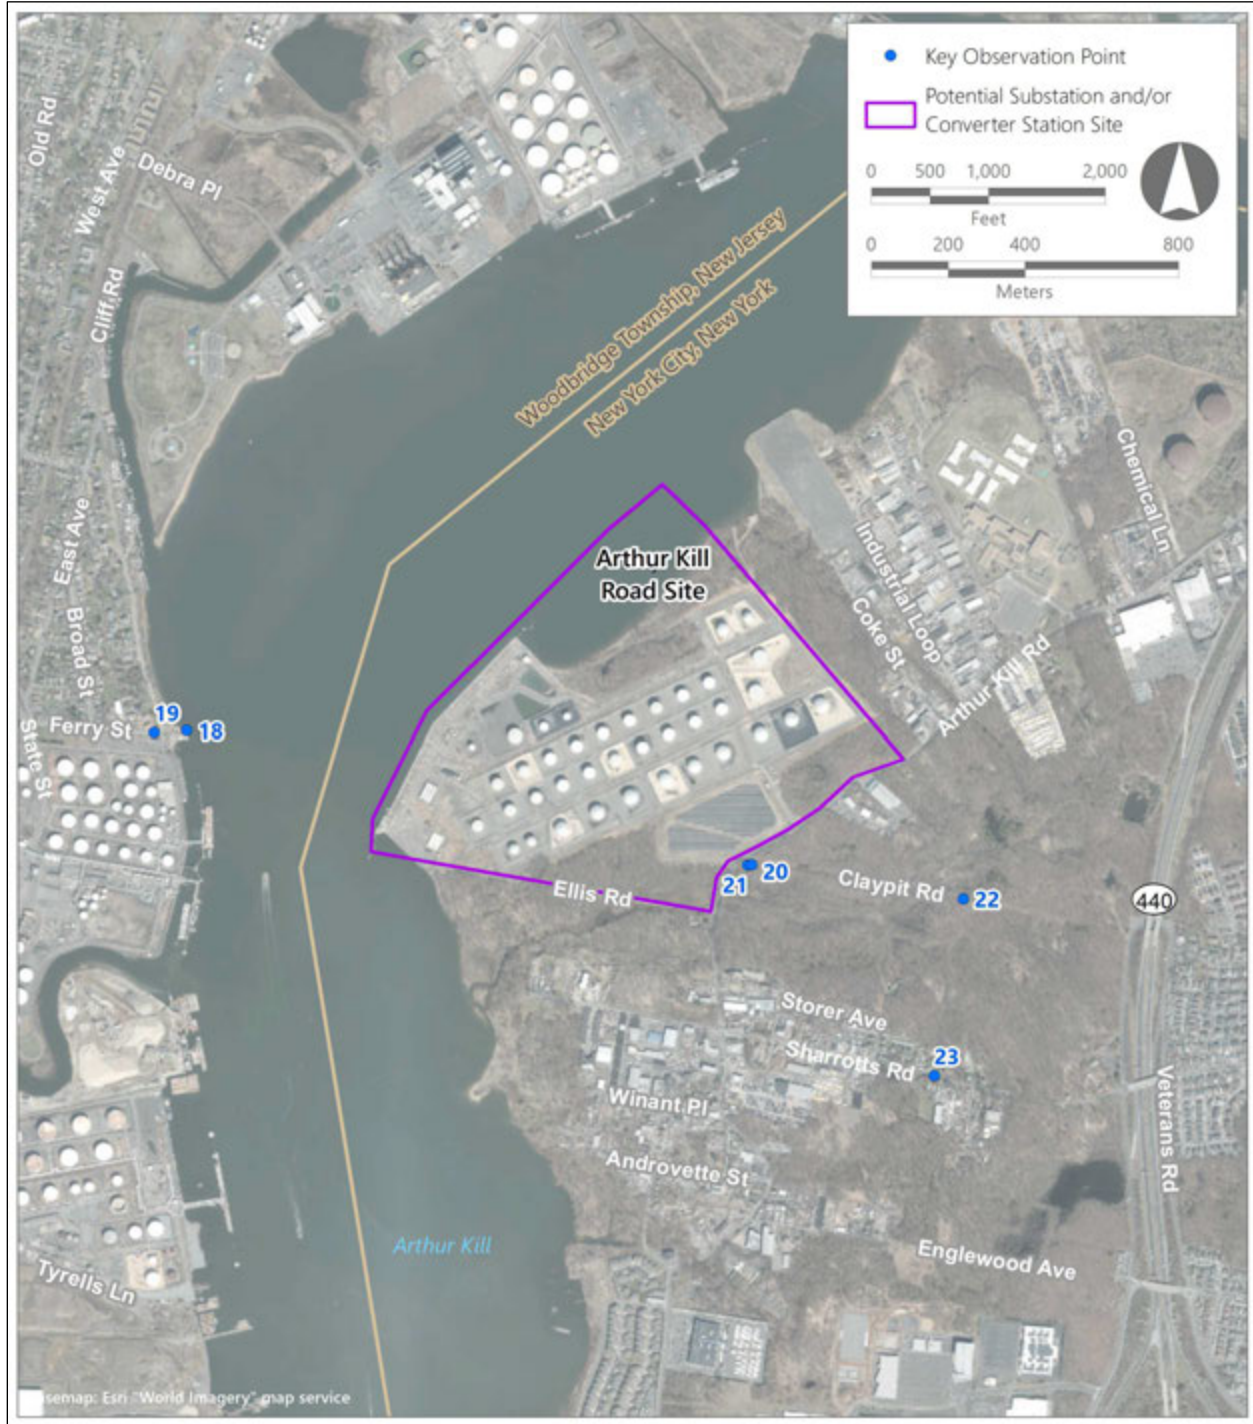 Key Observation Point
Potential Substation and/or
Converter Station Site
0 500 1,000 2,000
Feet
0 200 400 800
Meters
Old Rd
West Ave
Debra Pl
Cliff Rd
Woodbridge Township, New Jersey
New York City, New York
Chemical Ln
East Ave
Broad St
Arthur Kill
Road Site
Industrial Loop
Coke St
Arthur Kill Rd
19
18
Ferry St
State St
20
21
Ellis Rd
Claypit Rd
22
440
Storer Ave
23
Sharrotts Rd
Winant Pl
Veterans Rd
Androvette St
Arthur Kill
Englewood Ave
Tyrells Ln
semap: Esri "World Imagery" map service